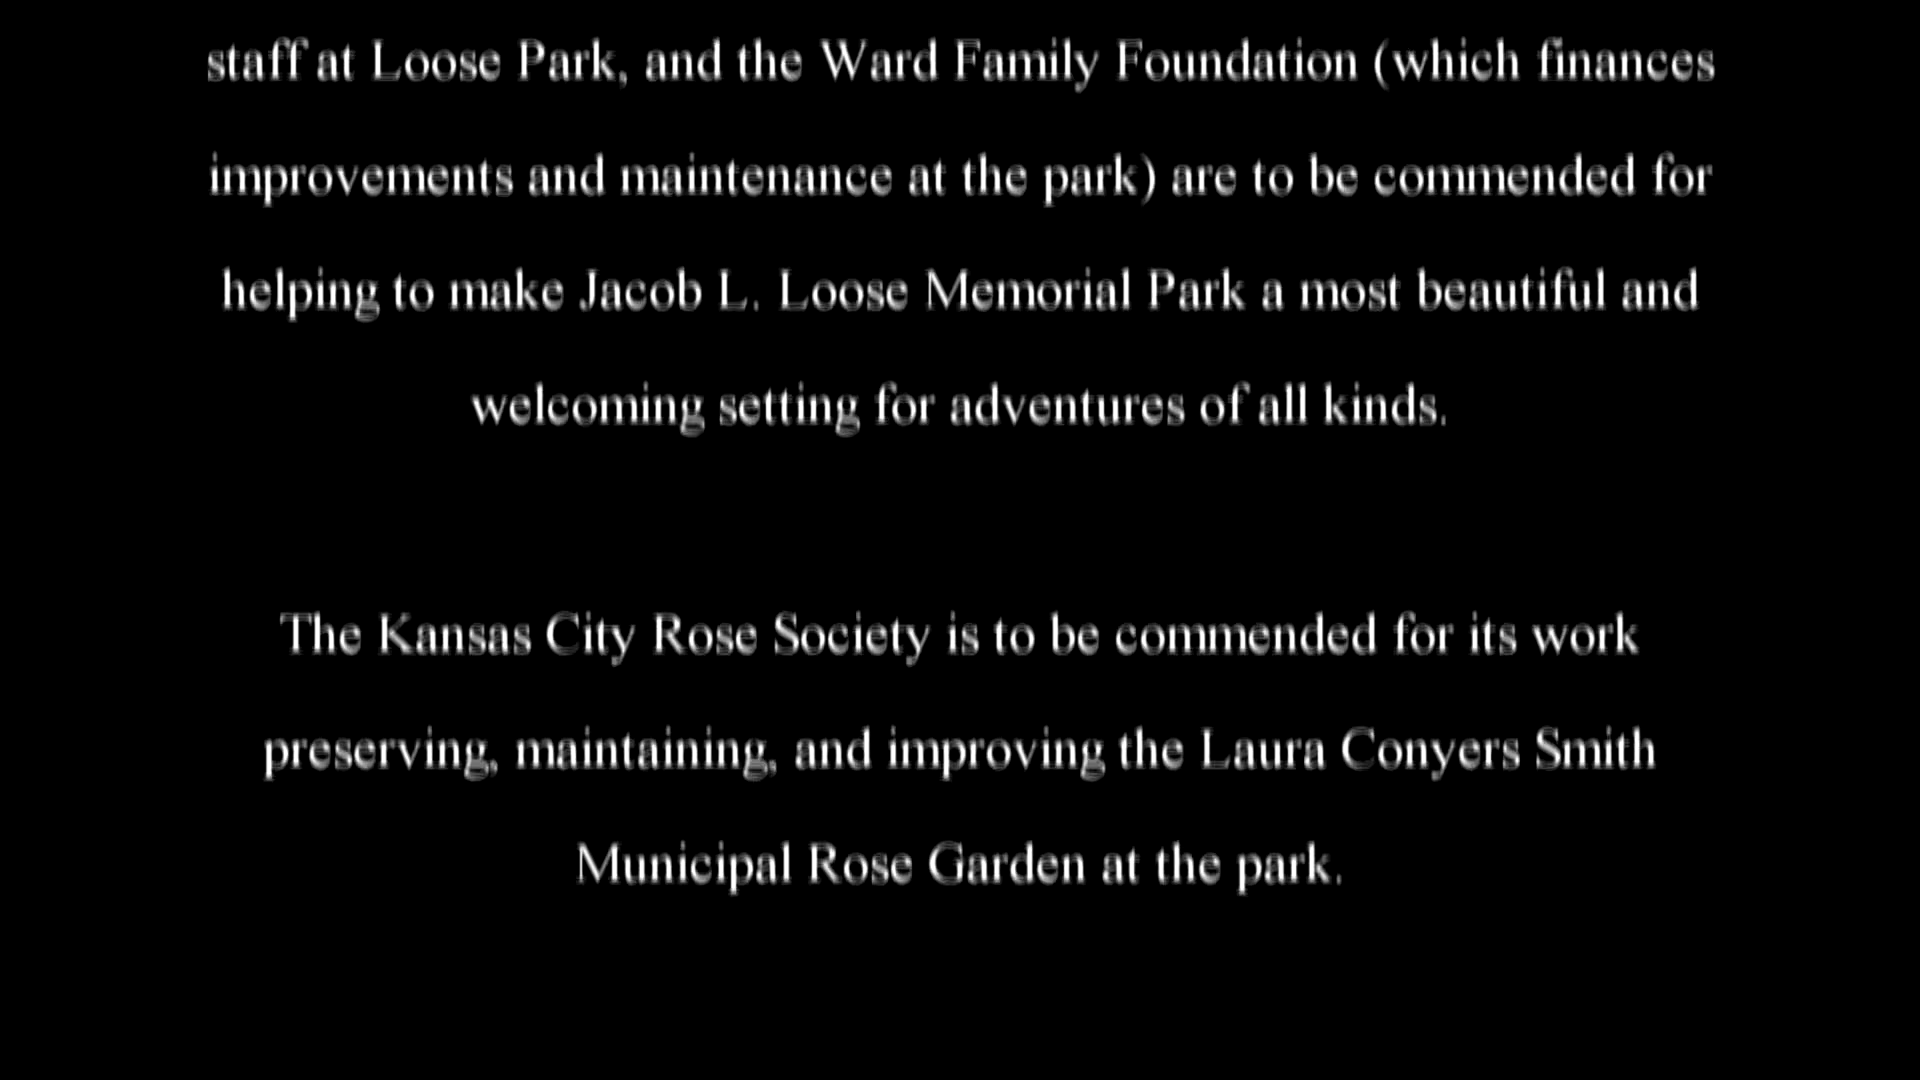 staff at Loose Park, and the Ward Family Foundation (which finances
improvements and maintenance at the park) are to be commended for
helping to make Jacob L. Loose Memorial Park a most beautiful and
welcoming setting for adventures of all kinds.
The Kansas City Rose Society is to be commended for its work
preserving, maintaining, and improving the Laura Conyers Smith
Municipal Rose Garden at the park.